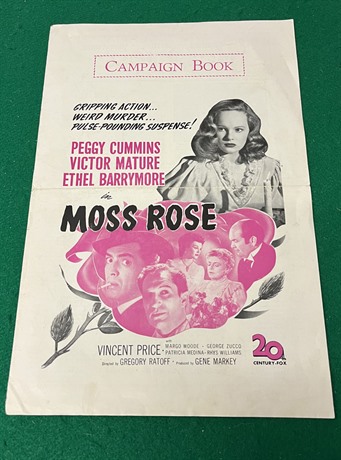 CAMPAIGN BOOK
GRIPPING ACTION...
WEIRD MURDER...
PULSE-POUNDING SUSPENSE!
PEGGY CUMMINS
VICTOR MATURE
ETHEL BARRYMORE
in
MOSS ROSE
with
VINCENT PRICE • MARGO WOODE • GEORGE ZUCCO
PATRICIA MEDINA • RHYS WILLIAMS
Directed by GREGORY RATOFF • Produced by GENE MARKEY
20th
CENTURY-FOX